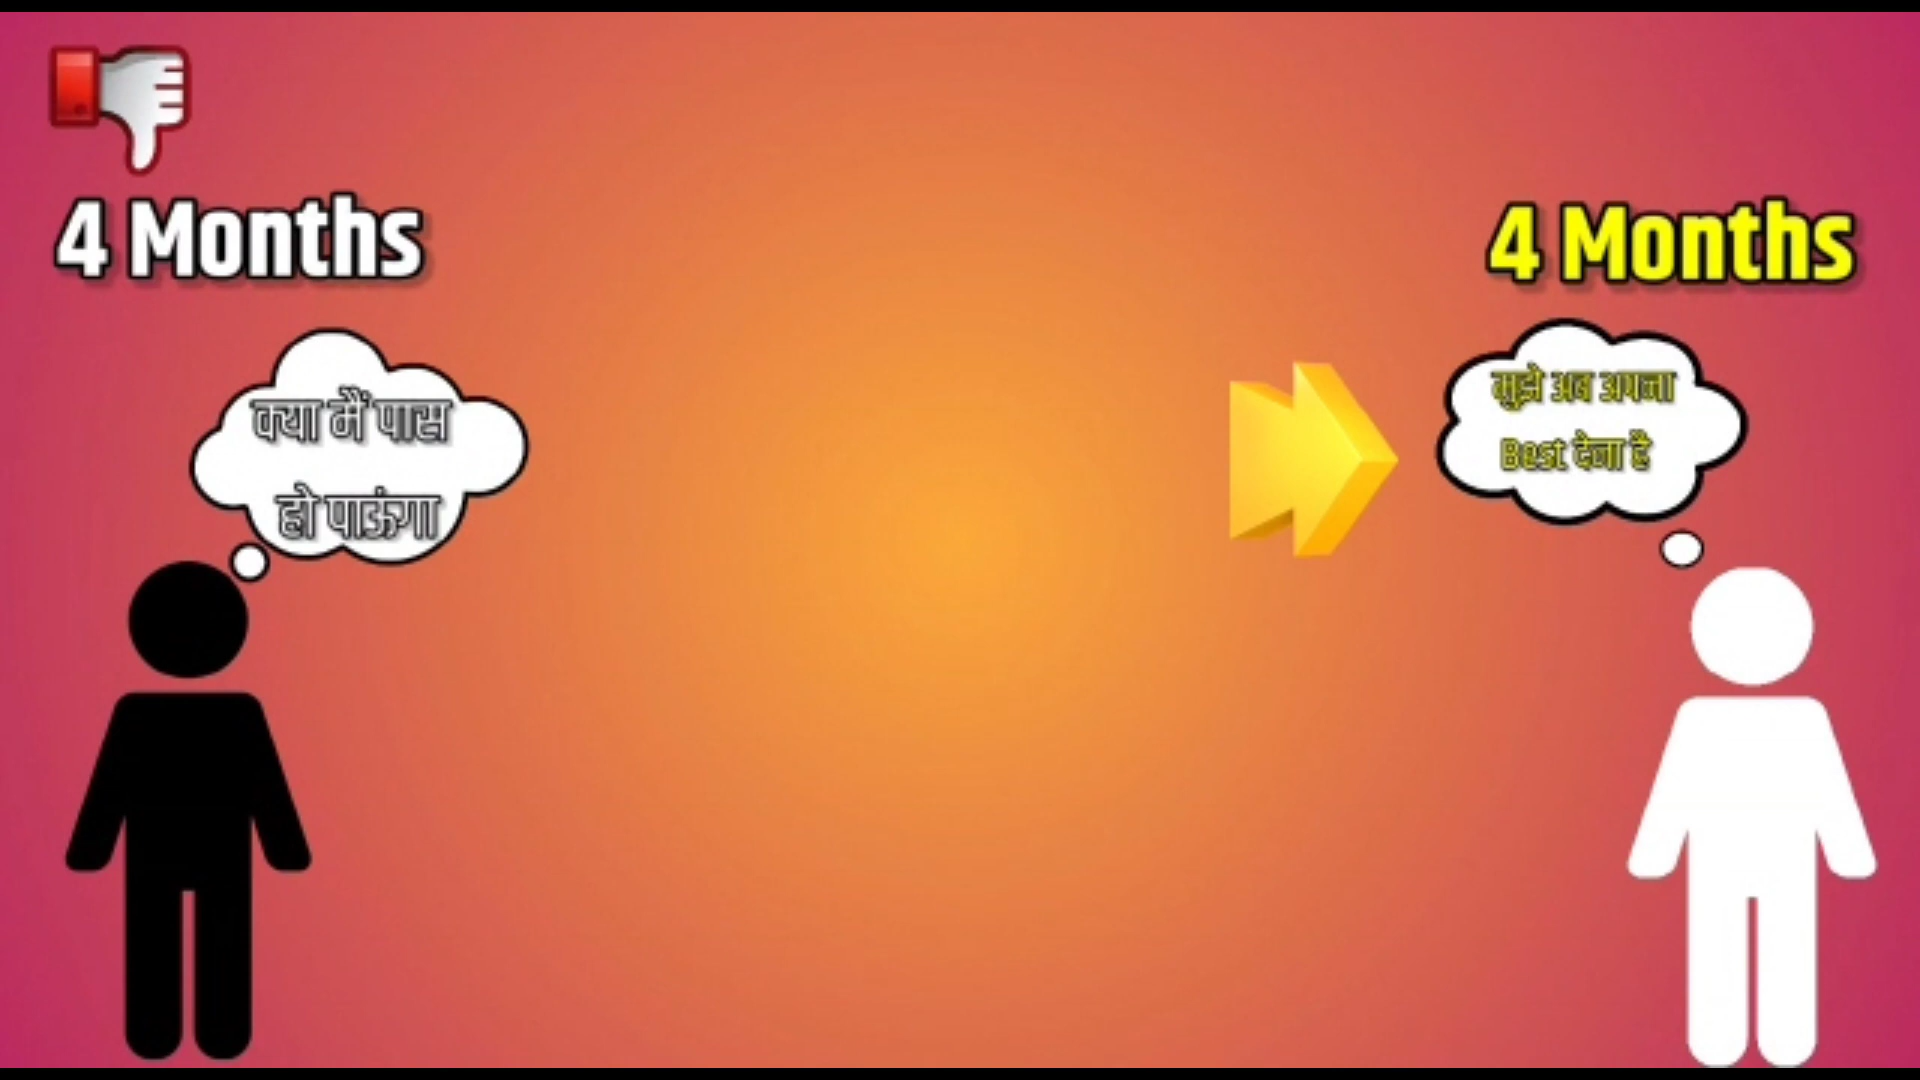 4 Months
क्या मैं पास
हो पाऊंगा
4 Months
मुझे अब अपना
Best देना है